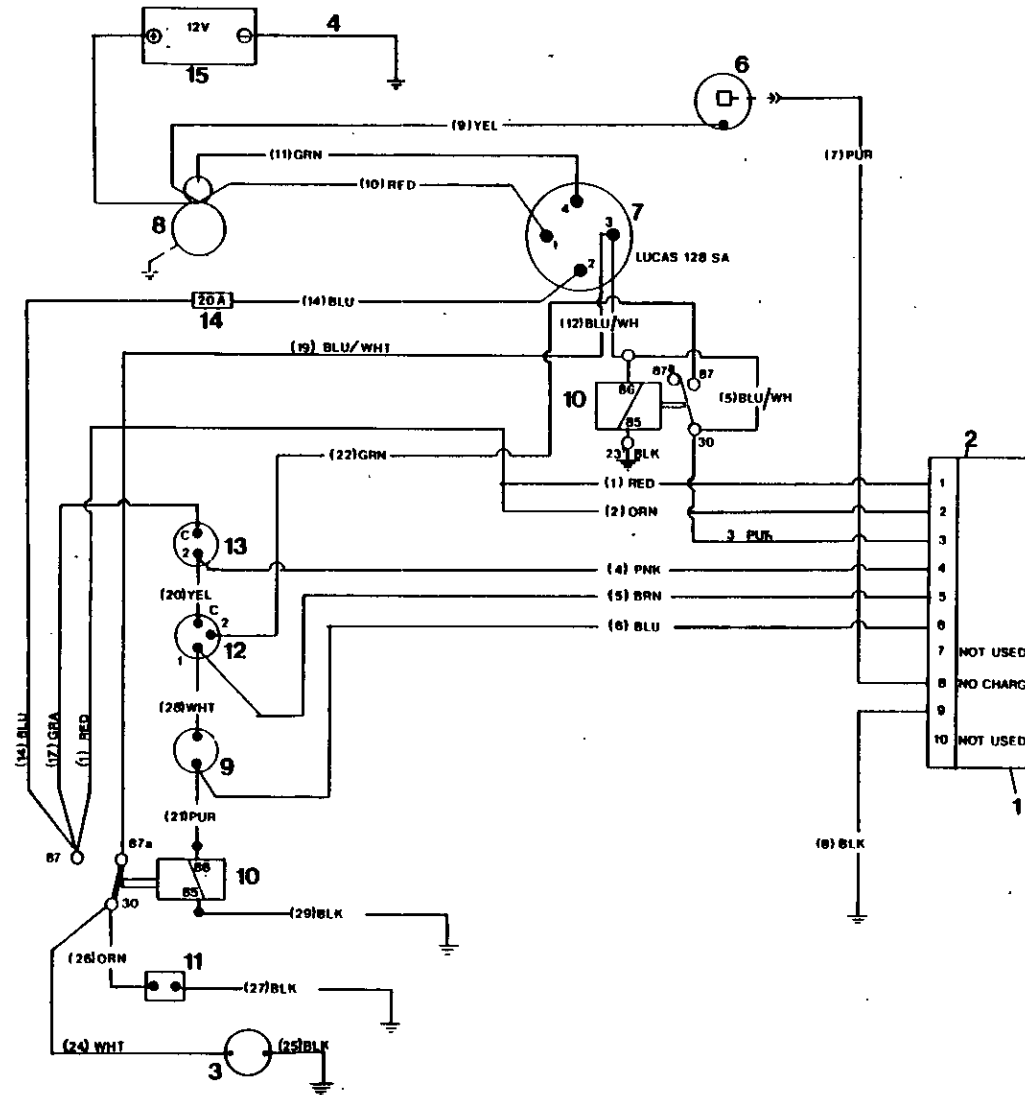 4
12V
15
6
(9)YEL
(11)GRN
(7)PUR
(10)RED
8
4
7
3
1
2
LUCAS 128 SA
20A
14
(14)BLU
(12)BLU/WH
(19) BLU/WHT
87a
87
86
10
(5)BLU/WH
85
30
23 BLK
(22)GRN
2
(1) RED
1
(2) ORN
2
3 PUR
3
C
13
2
(4) PNK
4
(20)YEL
(5) BRN
5
C
2
12
1
(6) BLU
6
7 NOT USED
8 NO CHARG
9
10 NOT USED
(28)WHT
(14)BLU
(17)GRA
(1) RED
9
1
(21)PUR
(8)BLK
87
87a
86
85
10
30
(29)BLK
(26)ORN
11
(27)BLK
(24) WHT
3
(25)BLK